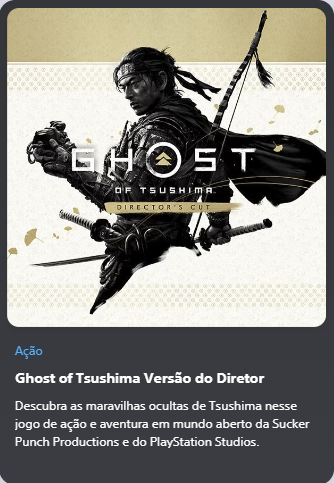 GHOST
OF TSUSHIMA
DIRECTOR'S CUT
Ação
Ghost of Tsushima Versão do Diretor
Descubra as maravilhas ocultas de Tsushima nesse
jogo de ação e aventura em mundo aberto da Sucker
Punch Productions e do PlayStation Studios.